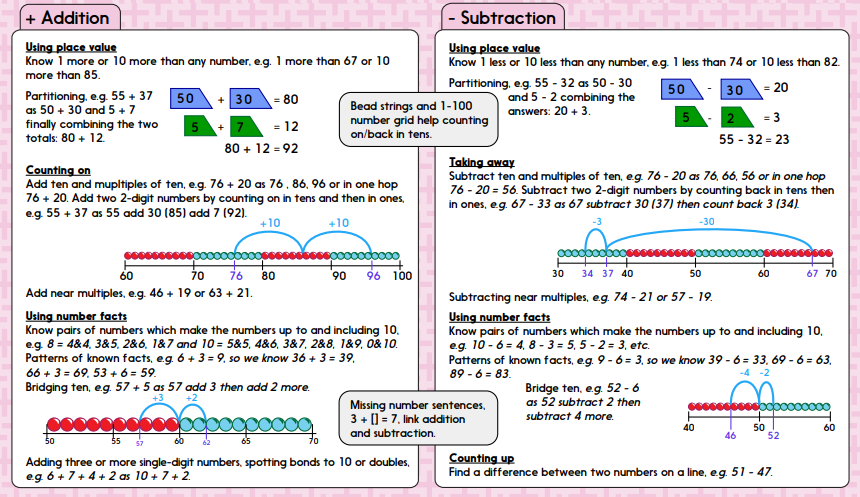 + Addition
Using place value
Know 1 more or 10 more than any number, e.g. 1 more than 67 or 10
more than 85.
Partitioning, e.g. 55 + 37
as 50 + 30 and 5 + 7
finally combining the two
totals: 80 + 12.
50 + 30 = 80
5 + 7 = 12
80 + 12 = 92
Counting on
Add ten and mupltiples of ten, e.g. 76 + 20 as 76 , 86, 96 or in one hop
76 + 20. Add two 2-digit numbers by counting on in tens and then in ones,
e.g. 55 + 37 as 55 add 30 (85) add 7 (92).
+10 +10
60 70 76 80 90 96 100
Add near multiples, e.g. 46 + 19 or 63 + 21.
Using number facts
Know pairs of numbers which make the numbers up to and including 10,
e.g. 8 = 4&4, 3&5, 2&6, 1&7 and 10 = 5&5, 4&6, 3&7, 2&8, 1&9, 0&10.
Patterns of known facts, e.g. 6 + 3 = 9, so we know 36 + 3 = 39,
66 + 3 = 69, 53 + 6 = 59.
Bridging ten, e.g. 57 + 5 as 57 add 3 then add 2 more.
+3 +2
50 55 57 60 62 65 70
Adding three or more single-digit numbers, spotting bonds to 10 or doubles,
e.g. 6 + 7 + 4 + 2 as 10 + 7 + 2.
Bead strings and 1-100
number grid help counting
on/back in tens.
Missing number sentences,
3 + [] = 7, link addition
and subtraction.
- Subtraction
Using place value
Know 1 less or 10 less than any number, e.g. 1 less than 74 or 10 less than 82.
Partitioning, e.g. 55 - 32 as 50 - 30
and 5 - 2 combining the
answers: 20 + 3.
50 - 30 = 20
5 - 2 = 3
55 - 32 = 23
Taking away
Subtract ten and multiples of ten, e.g. 76 - 20 as 76, 66, 56 or in one hop
76 - 20 = 56. Subtract two 2-digit numbers by counting back in tens then
in ones, e.g. 67 - 33 as 67 subtract 30 (37) then count back 3 (34).
-3 -30
30 34 37 40 50 60 67 70
Subtracting near multiples, e.g. 74 - 21 or 57 - 19.
Using number facts
Know pairs of numbers which make the numbers up to and including 10,
e.g. 10 - 6 = 4, 8 - 3 = 5, 5 - 2 = 3, etc.
Patterns of known facts, e.g. 9 - 6 = 3, so we know 39 - 6 = 33, 69 - 6 = 63,
89 - 6 = 83.
Bridge ten, e.g. 52 - 6
as 52 subtract 2 then
subtract 4 more.
-4 -2
40 46 50 52 60
Counting up
Find a difference between two numbers on a line, e.g. 51 - 47.